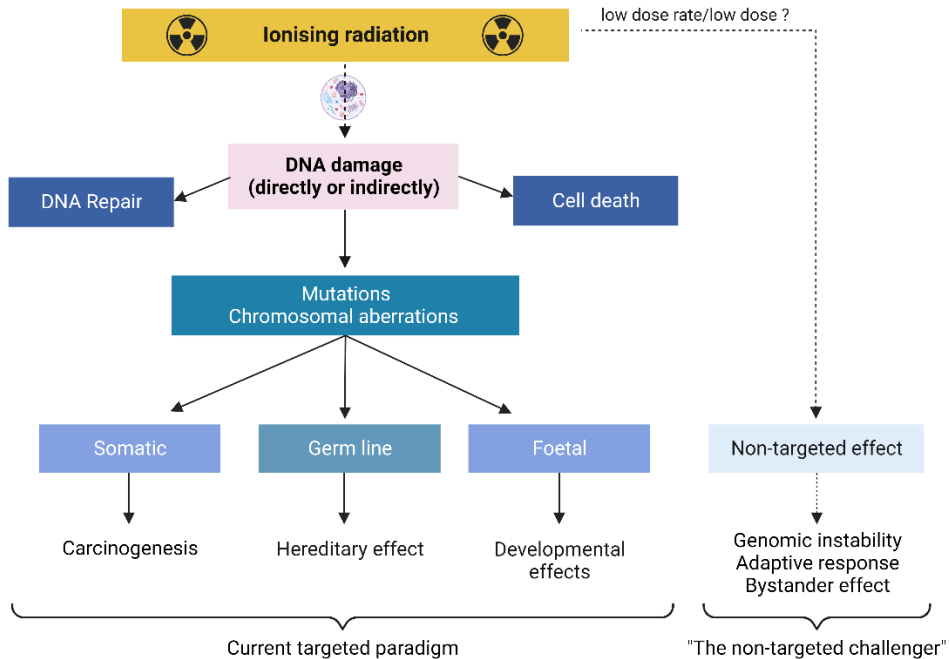 Ionising radiation
low dose rate/low dose ?
DNA damage
(directly or indirectly)
DNA Repair
Cell death
Mutations
Chromosomal aberrations
Somatic
Germ line
Foetal
Non-targeted effect
Carcinogenesis
Hereditary effect
Developmental
effects
Genomic instability
Adaptive response
Bystander effect
Current targeted paradigm
"The non-targeted challenger"